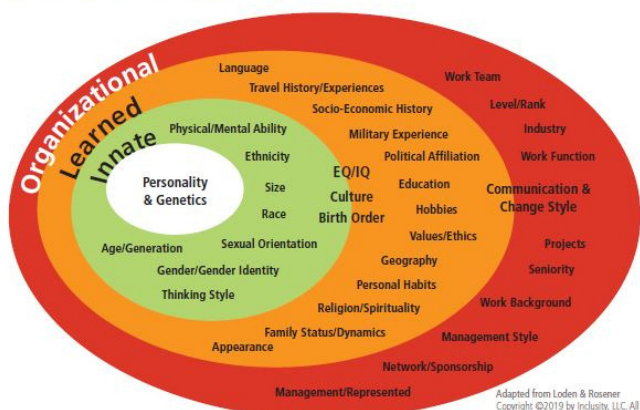 Organizational
Learned
Innate
Personality
& Genetics
Physical/Mental Ability
Ethnicity
Size
Race
Sexual Orientation
Age/Generation
Gender/Gender Identity
Thinking Style
EQ/IQ
Culture
Birth Order
Language
Travel History/Experiences
Socio-Economic History
Military Experience
Political Affiliation
Education
Hobbies
Values/Ethics
Geography
Personal Habits
Religion/Spirituality
Family Status/Dynamics
Appearance
Work Team
Level/Rank
Industry
Work Function
Communication &
Change Style
Projects
Seniority
Work Background
Management Style
Network/Sponsorship
Management/Represented
Adapted from Loden & Rosener
Copyright ©2019 by Inclusity, LLC. All